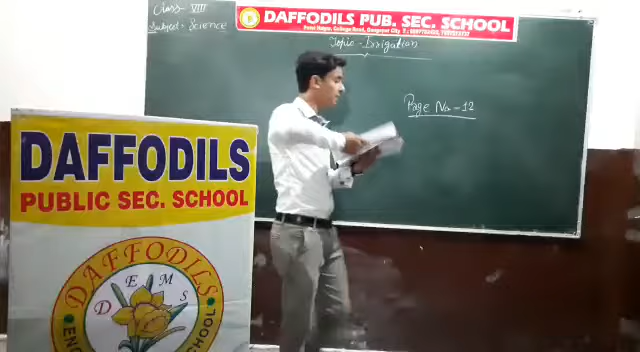 Class- VIII
Subject- Science
DAFFODILS PUB. SEC. SCHOOL
Topic- Irrigation
Page No - 12
DAFFODILS
PUBLIC SEC. SCHOOL
DAFFODILS
D E M S
SCHOOL